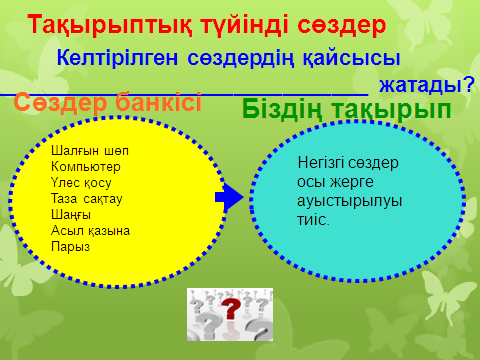 Тақырыптық түйінді сөздер
Келтірілген сөздердің қайсысы
________________________________ жатады?
Сөздер банкісі
Біздің тақырып
Шалғын шөп
Компьютер
Үлес қосу
Таза сақтау
Шаңғы
Асыл қазына
Парыз
Негізгі сөздер
осы жерге
ауыстырылуы
тиіс.